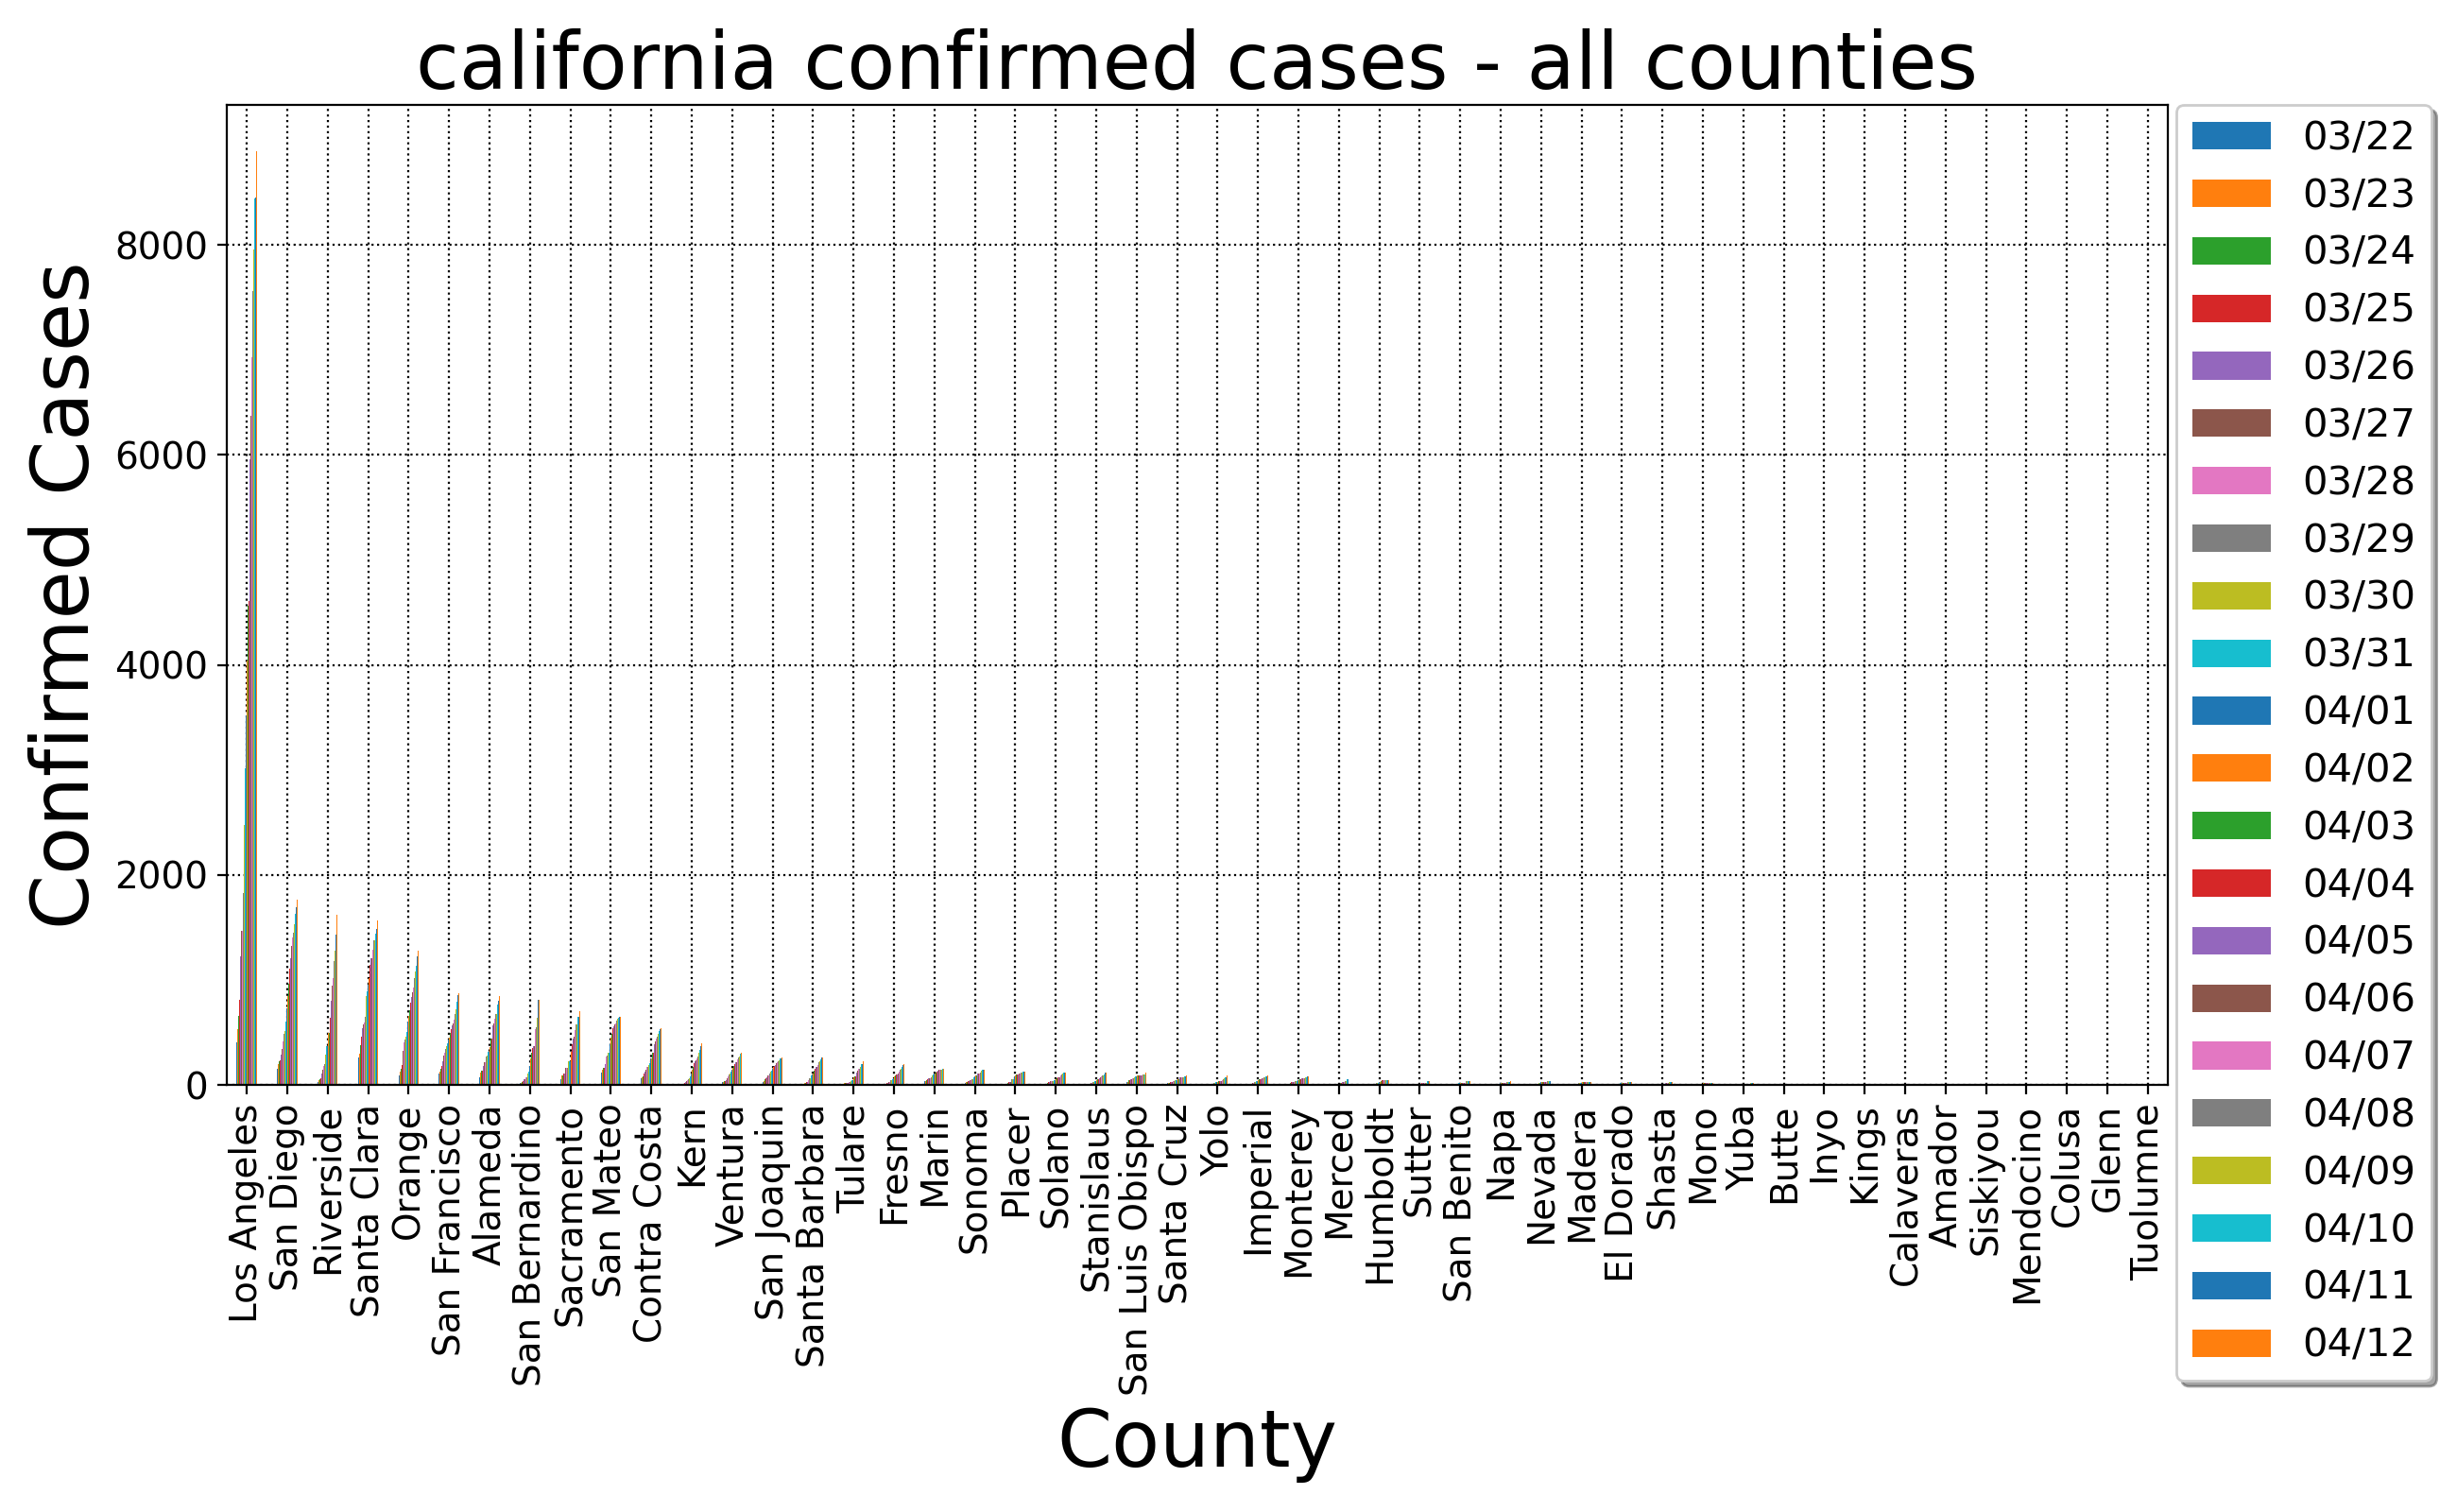 california confirmed cases - all counties
Confirmed Cases
8000
6000
4000
2000
0
Los Angeles
San Diego
Riverside
Santa Clara
Orange
San Francisco
Alameda
San Bernardino
Sacramento
San Mateo
Contra Costa
Kern
Ventura
San Joaquin
Santa Barbara
Tulare
Fresno
Marin
Sonoma
Placer
Solano
Stanislaus
San Luis Obispo
Santa Cruz
Yolo
Imperial
Monterey
Merced
Humboldt
Sutter
San Benito
Napa
Nevada
Madera
El Dorado
Shasta
Mono
Yuba
Butte
Inyo
Kings
Calaveras
Amador
Siskiyou
Mendocino
Colusa
Glenn
Tuolumne
County
03/22
03/23
03/24
03/25
03/26
03/27
03/28
03/29
03/30
03/31
04/01
04/02
04/03
04/04
04/05
04/06
04/07
04/08
04/09
04/10
04/11
04/12